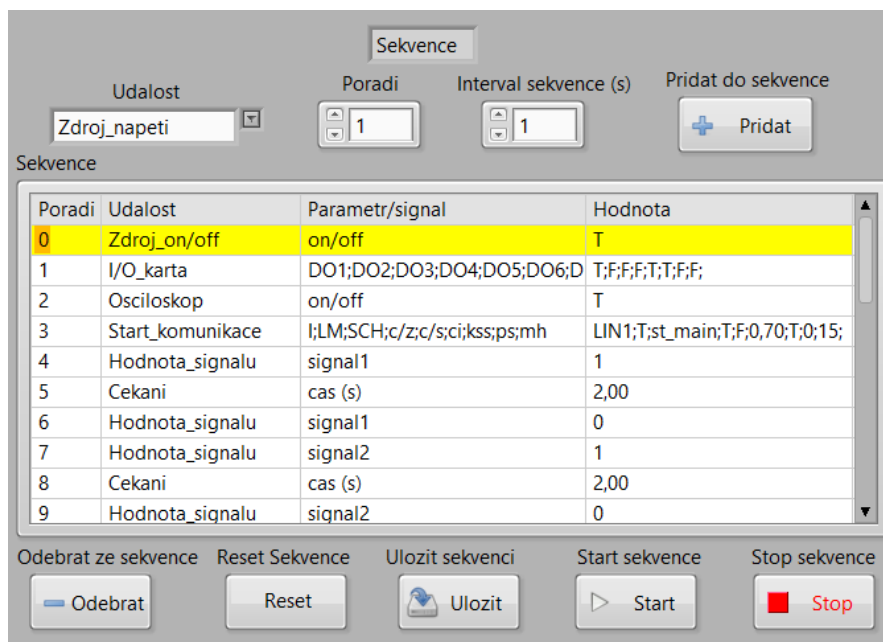 Sekvence
Udalost Poradi Interval sekvence (s) Pridat do sekvence
Zdroj_napeti 1 1 Pridat
Sekvence
Poradi Udalost Parametr/signal Hodnota
0 Zdroj_on/off on/off T
1 I/O_karta DO1;DO2;DO3;DO4;DO5;DO6;D T;F;F;F;T;T;F;F;
2 Osciloskop on/off T
3 Start_komunikace l;LM;SCH;c/z;c/s;ci;kss;ps;mh LIN1;T;st_main;T;F;0,70;T;0;15;
4 Hodnota_signalu signal1 1
5 Cekani cas (s) 2,00
6 Hodnota_signalu signal1 0
7 Hodnota_signalu signal2 1
8 Cekani cas (s) 2,00
9 Hodnota_signalu signal2 0
Odebrat ze sekvence Reset Sekvence Ulozit sekvenci Start sekvence Stop sekvence
Odebrat Reset Ulozit Start Stop